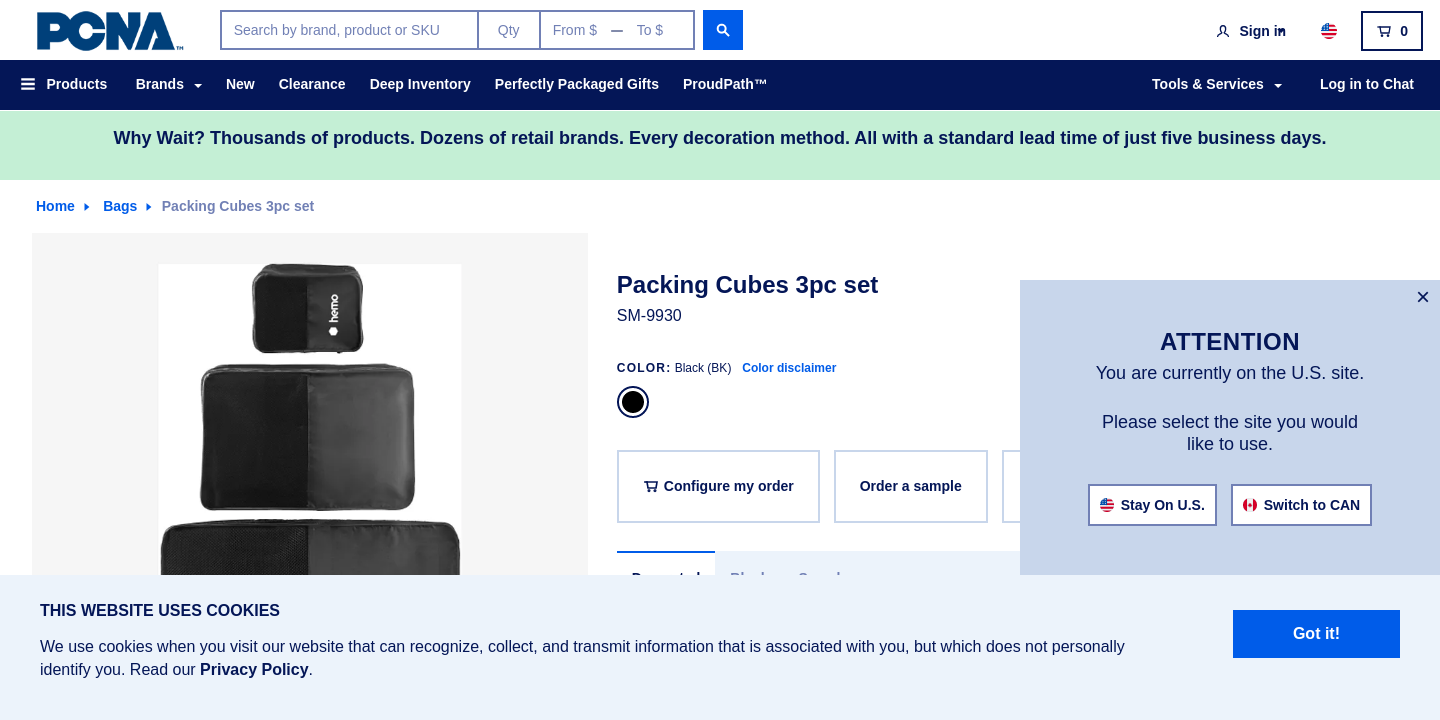 PCNA™
Search by brand, product or SKU Qty From $ — To $
Sign in
0
Products Brands New Clearance Deep Inventory Perfectly Packaged Gifts ProudPath™ Tools & Services Log in to Chat
Why Wait? Thousands of products. Dozens of retail brands. Every decoration method. All with a standard lead time of just five business days.
Home Bags Packing Cubes 3pc set
hemo
Packing Cubes 3pc set
SM-9930
COLOR: Black (BK) Color disclaimer
Configure my order Order a sample
×
ATTENTION
You are currently on the U.S. site.
Please select the site you would
like to use.
Stay On U.S. Switch to CAN
THIS WEBSITE USES COOKIES
We use cookies when you visit our website that can recognize, collect, and transmit information that is associated with you, but which does not personally
identify you. Read our Privacy Policy.
Got it!